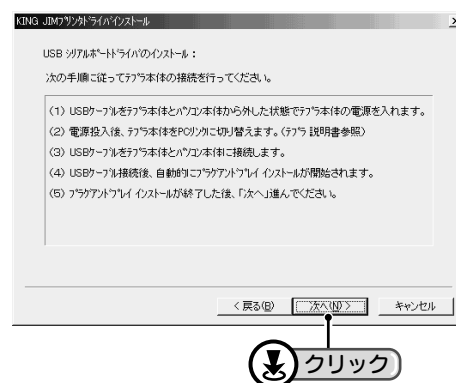 KING JIMﾌﾟﾘﾝﾀﾄﾞﾗｲﾊﾞｲﾝｽﾄｰﾙ
USB ｼﾘｱﾙﾎﾟｰﾄﾄﾞﾗｲﾊﾞのｲﾝｽﾄｰﾙ：
次の手順に従ってﾃﾌﾟﾗ本体の接続を行ってください。
(1) USBｹｰﾌﾞﾙをﾃﾌﾟﾗ本体とﾊﾟｿｺﾝ本体から外した状態でﾃﾌﾟﾗ本体の電源を入れます。
(2) 電源投入後、ﾃﾌﾟﾗ本体をPCﾘﾝｸに切り替えます。(ﾃﾌﾟﾗ 説明書参照)
(3) USBｹｰﾌﾞﾙをﾃﾌﾟﾗ本体とﾊﾟｿｺﾝ本体に接続します。
(4) USBｹｰﾌﾞﾙ接続後、自動的にﾌﾟﾗｸﾞｱﾝﾄﾞﾌﾟﾚｲ ｲﾝｽﾄｰﾙが開始されます。
(5) ﾌﾟﾗｸﾞｱﾝﾄﾞﾌﾟﾚｲ ｲﾝｽﾄｰﾙが終了した後、「次へ」進んでください。
< 戻る(B) 次へ(N) > キャンセル
クリック